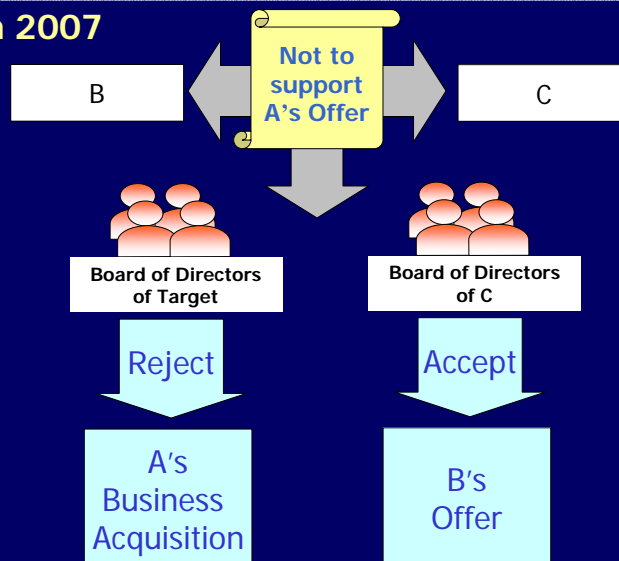 2007
Not to
support
A's Offer
B
C
Board of Directors
of Target
Board of Directors
of C
Reject
Accept
A's
Business
Acquisition
B's
Offer